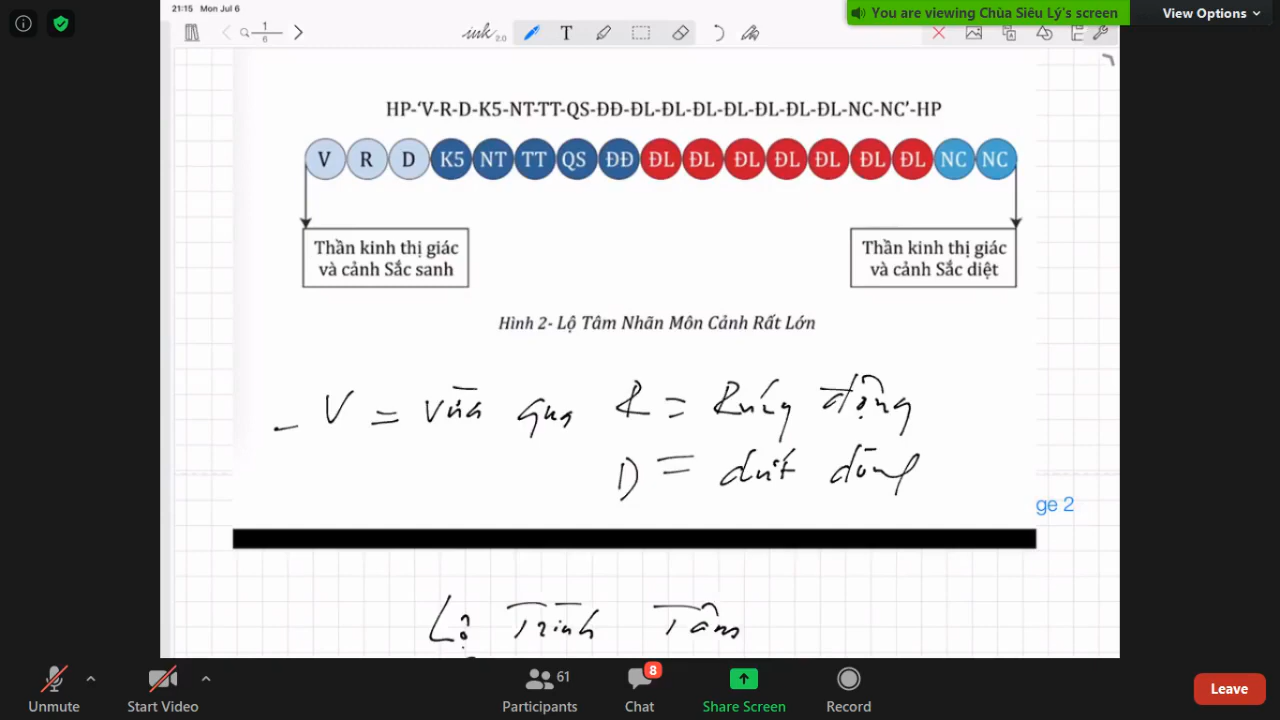 21:15 Mon Jul 6
You are viewing Chùa Siêu Lý's screen
View Options
1
6
ink 2.0
T
HP-'V-R-D-K5-NT-TT-QS-ĐĐ-ĐL-ĐL-ĐL-ĐL-ĐL-ĐL-ĐL-NC-NC'-HP
V R D K5 NT TT QS ĐĐ ĐL ĐL ĐL ĐL ĐL ĐL ĐL NC NC
Thần kinh thị giác
và cảnh Sắc sanh
Thần kinh thị giác
và cảnh Sắc diệt
Hình 2- Lộ Tâm Nhãn Môn Cảnh Rất Lớn
- V = Vừa qua R = Rúng động
D = dứt dòng
ge 2
Lộ Trình Tâm
Unmute
Start Video
61
Participants
8
Chat
Share Screen
Record
Leave